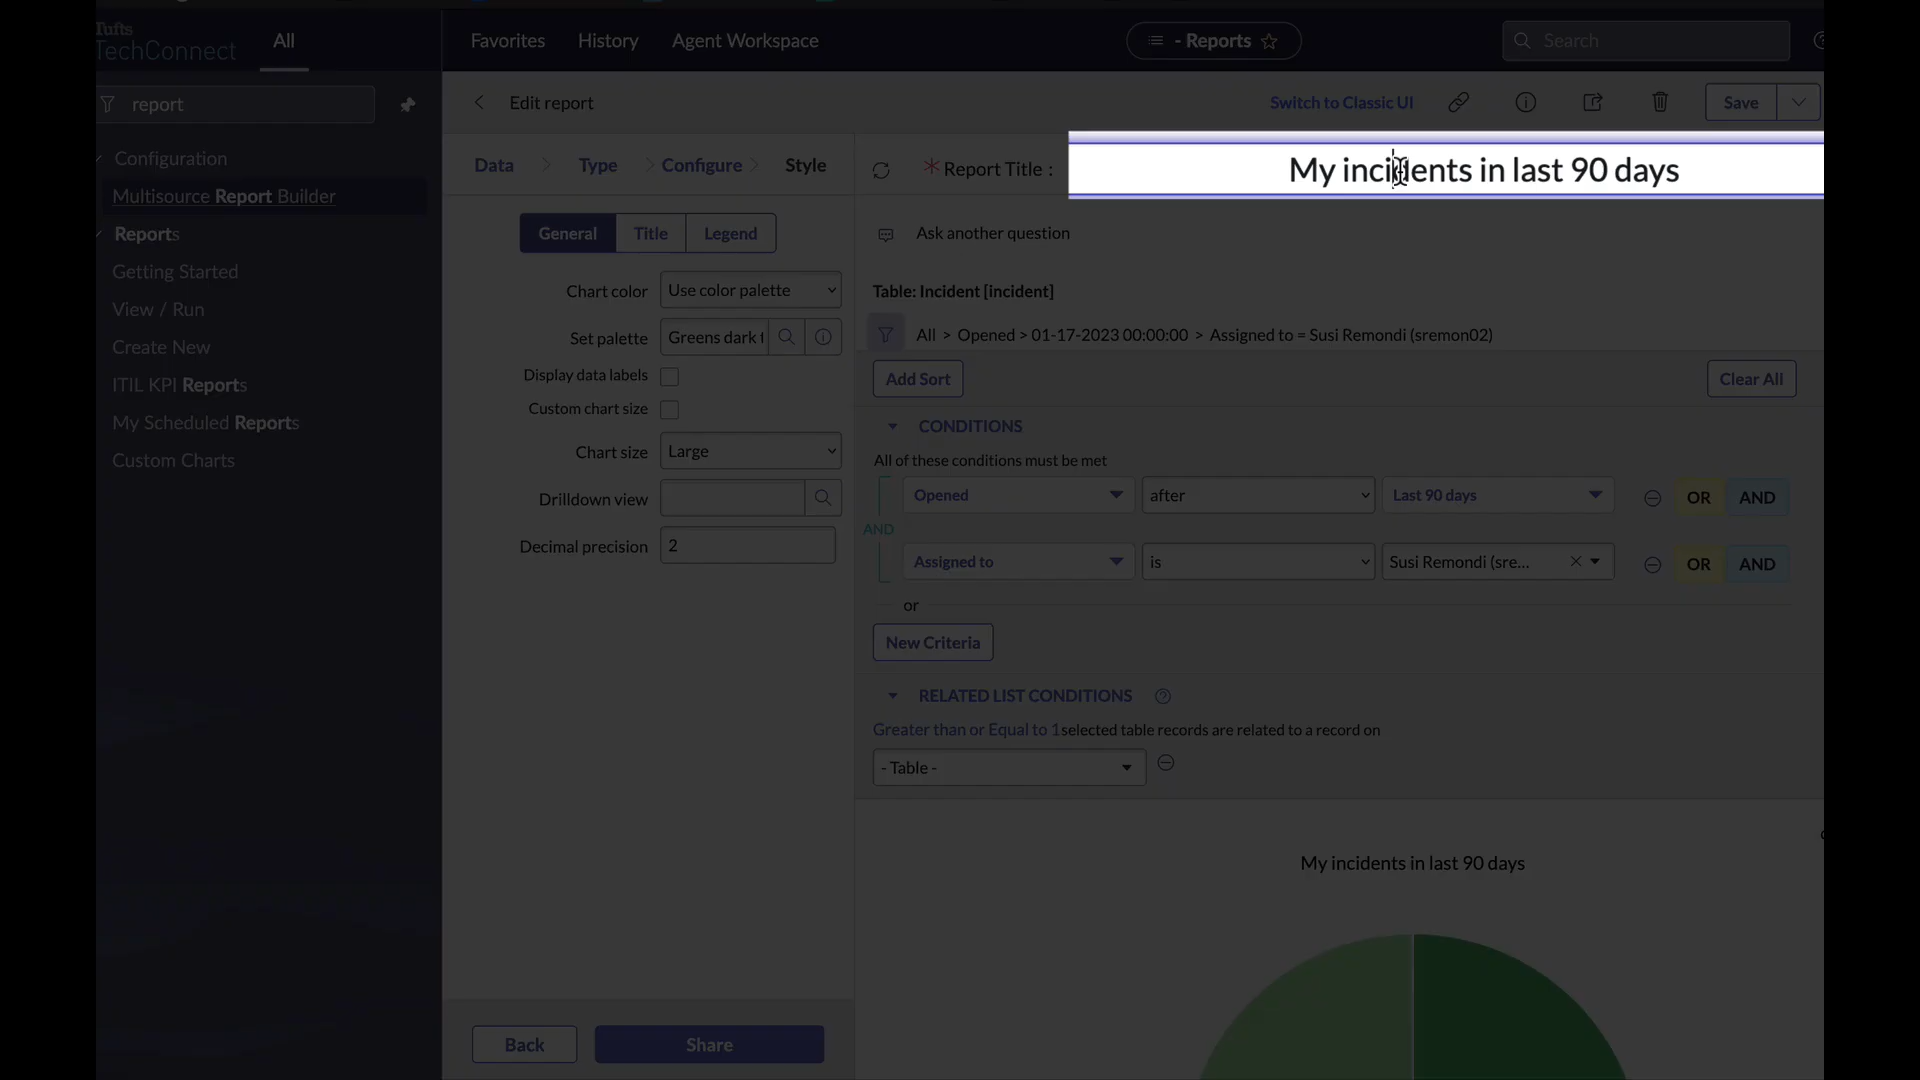 Tufts
TechConnect
All
Favorites
History
Agent Workspace
- Reports
Search
report
Edit report
Switch to Classic UI
Save
Configuration
Multisource Report Builder
Reports
Getting Started
View / Run
Create New
ITIL KPI Reports
My Scheduled Reports
Custom Charts
Data
Type
Configure
Style
*Report Title :
My incidents in last 90 days
General
Title
Legend
Ask another question
Chart color
Use color palette
Table: Incident [incident]
Set palette
Greens dark t
All > Opened > 01-17-2023 00:00:00 > Assigned to = Susi Remondi (sremon02)
Display data labels
Add Sort
Clear All
Custom chart size
CONDITIONS
Chart size
Large
All of these conditions must be met
Drilldown view
Opened
after
Last 90 days
OR
AND
AND
Decimal precision
2
Assigned to
is
Susi Remondi (sre...
OR
AND
or
New Criteria
RELATED LIST CONDITIONS
Greater than or Equal to 1selected table records are related to a record on
- Table -
My incidents in last 90 days
Back
Share